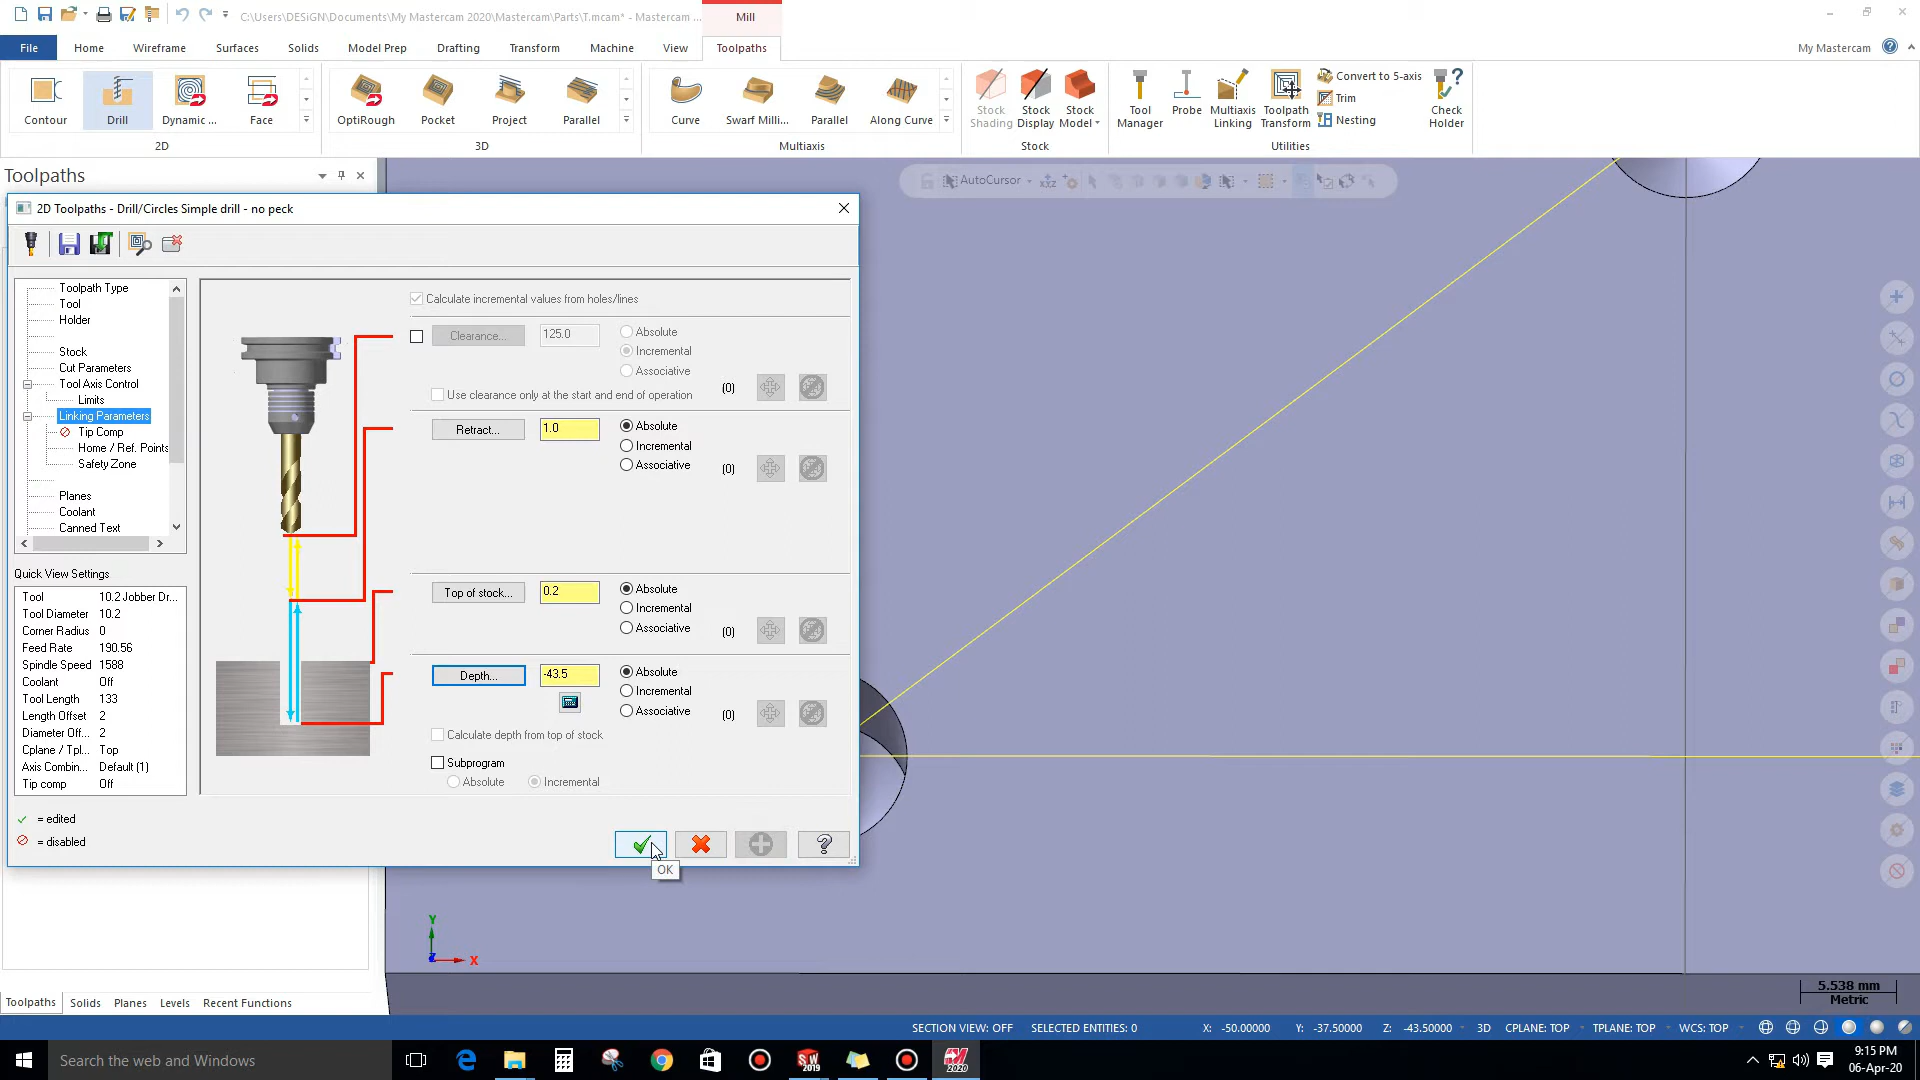 C:\Users\DESiGN\Documents\My Mastercam 2020\Mastercam\Parts\T.mcam* - Mastercam ...
Mill
File
Home
Wireframe
Surfaces
Solids
Model Prep
Drafting
Transform
Machine
View
Toolpaths
My Mastercam
Contour
Drill
Dynamic ...
Face
OptiRough
Pocket
Project
Parallel
Curve
Swarf Milli...
Parallel
Along Curve
Stock Shading
Stock Display
Stock Model
Tool Manager
Probe
Multiaxis Linking
Toolpath Transform
Convert to 5-axis
Trim
Nesting
Check Holder
2D
3D
Multiaxis
Stock
Utilities
Toolpaths
AutoCursor
2D Toolpaths - Drill/Circles Simple drill - no peck
Toolpath Type
Tool
Holder
Stock
Cut Parameters
Tool Axis Control
Limits
Linking Parameters
Tip Comp
Home / Ref. Points
Safety Zone
Planes
Coolant
Canned Text
Calculate incremental values from holes/lines
Clearance...
125.0
Absolute
Incremental
Associative
(0)
Use clearance only at the start and end of operation
Retract...
1.0
Absolute
Incremental
Associative
(0)
Top of stock...
0.2
Absolute
Incremental
Associative
(0)
Depth...
-43.5
Absolute
Incremental
Associative
(0)
Calculate depth from top of stock
Subprogram
Absolute
Incremental
Quick View Settings
Tool 10.2 Jobber Dr...
Tool Diameter 10.2
Corner Radius 0
Feed Rate 190.56
Spindle Speed 1588
Coolant Off
Tool Length 133
Length Offset 2
Diameter Off... 2
Cplane / Tpl... Top
Axis Combin... Default (1)
Tip comp Off
= edited
= disabled
OK
Y
X
Z
5.538 mm
Metric
Toolpaths
Solids
Planes
Levels
Recent Functions
SECTION VIEW: OFF
SELECTED ENTITIES: 0
X: -50.00000
Y: -37.50000
Z: -43.50000
3D
CPLANE: TOP
TPLANE: TOP
WCS: TOP
Search the web and Windows
SW
2019
2020
9:15 PM
06-Apr-20